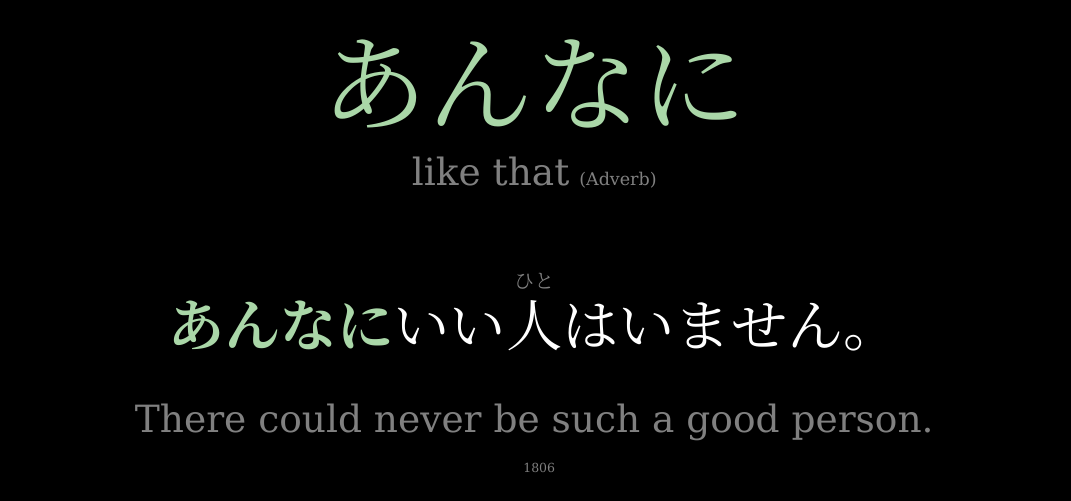 あんなに
like that (Adverb)
ひと
あんなにいい人はいません。
There could never be such a good person.
1806